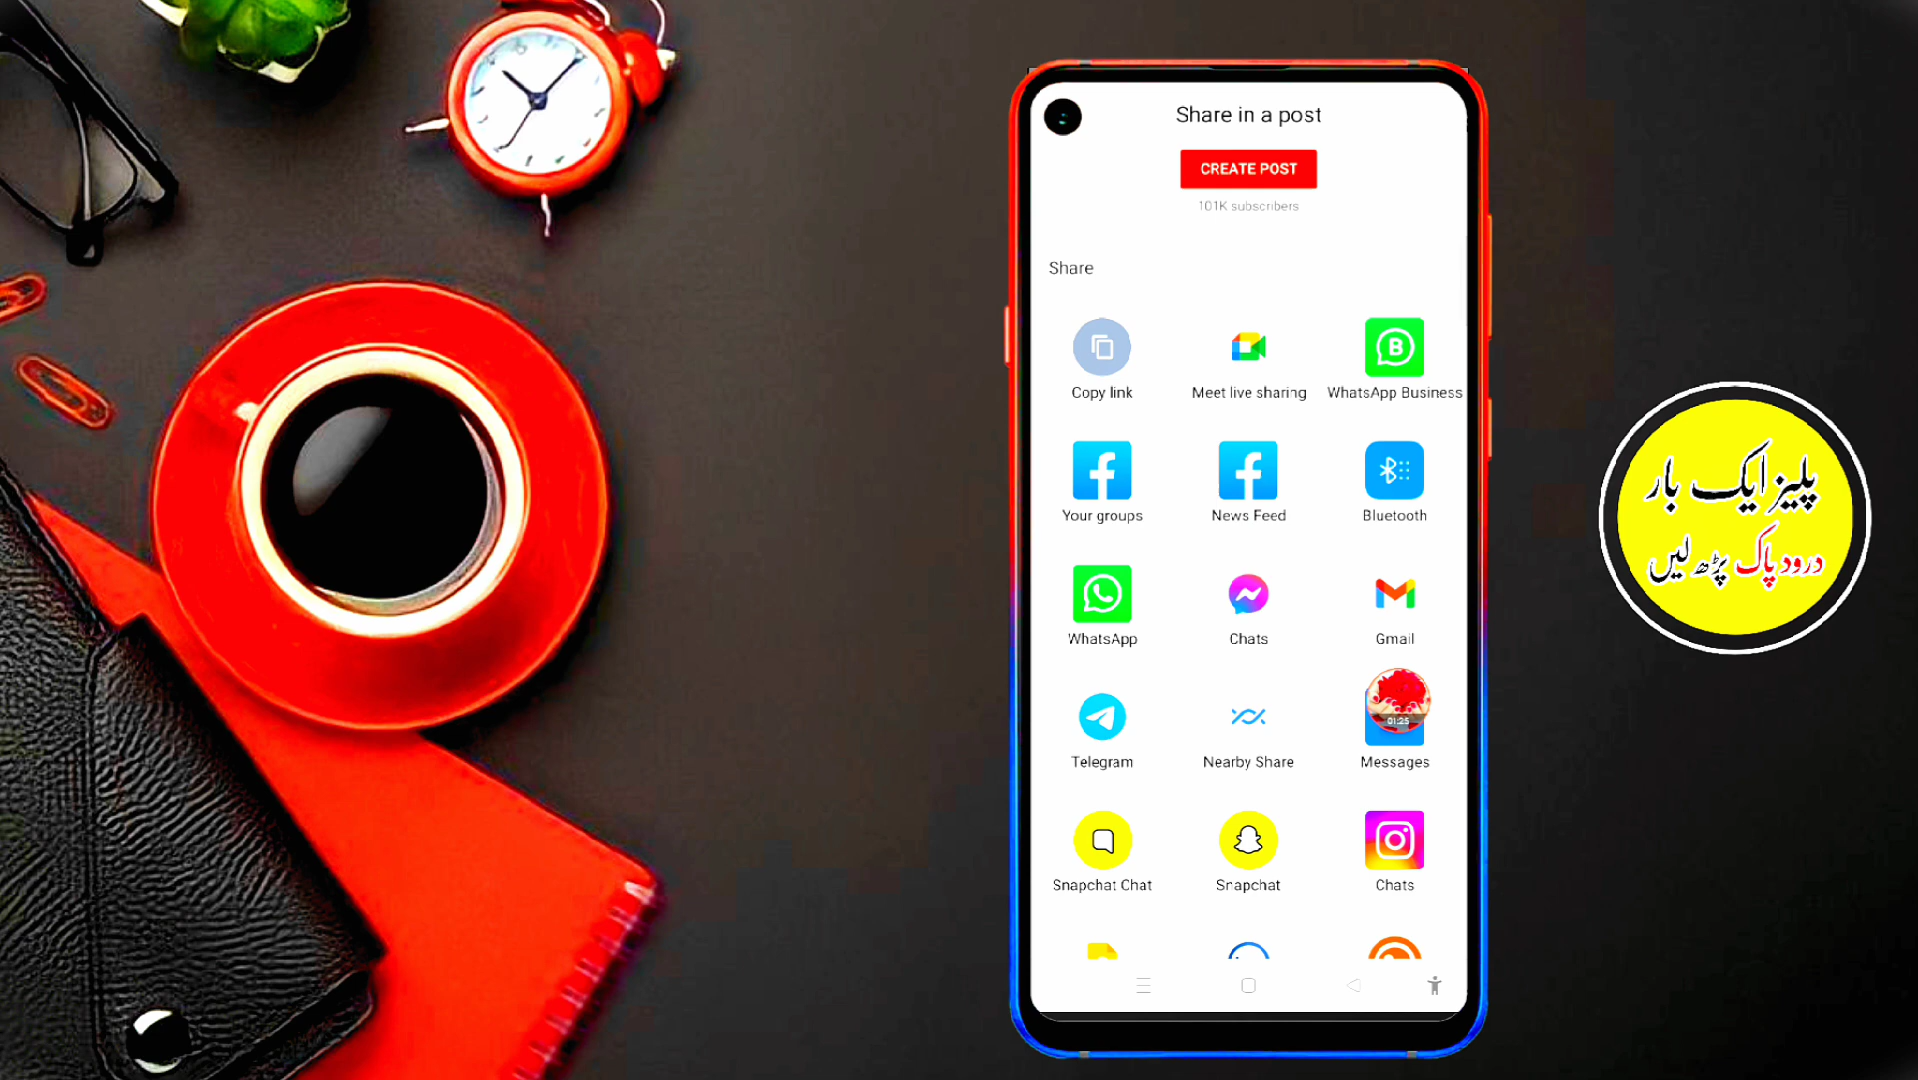 Share in a post
CREATE POST
101K subscribers
Share
Copy link
Meet live sharing
WhatsApp Business
Your groups
News Feed
Bluetooth
WhatsApp
Chats
Gmail
01:25
Telegram
Nearby Share
Messages
Snapchat Chat
Snapchat
Chats
پلیز ایک بار
درود پاک پڑھ لیں